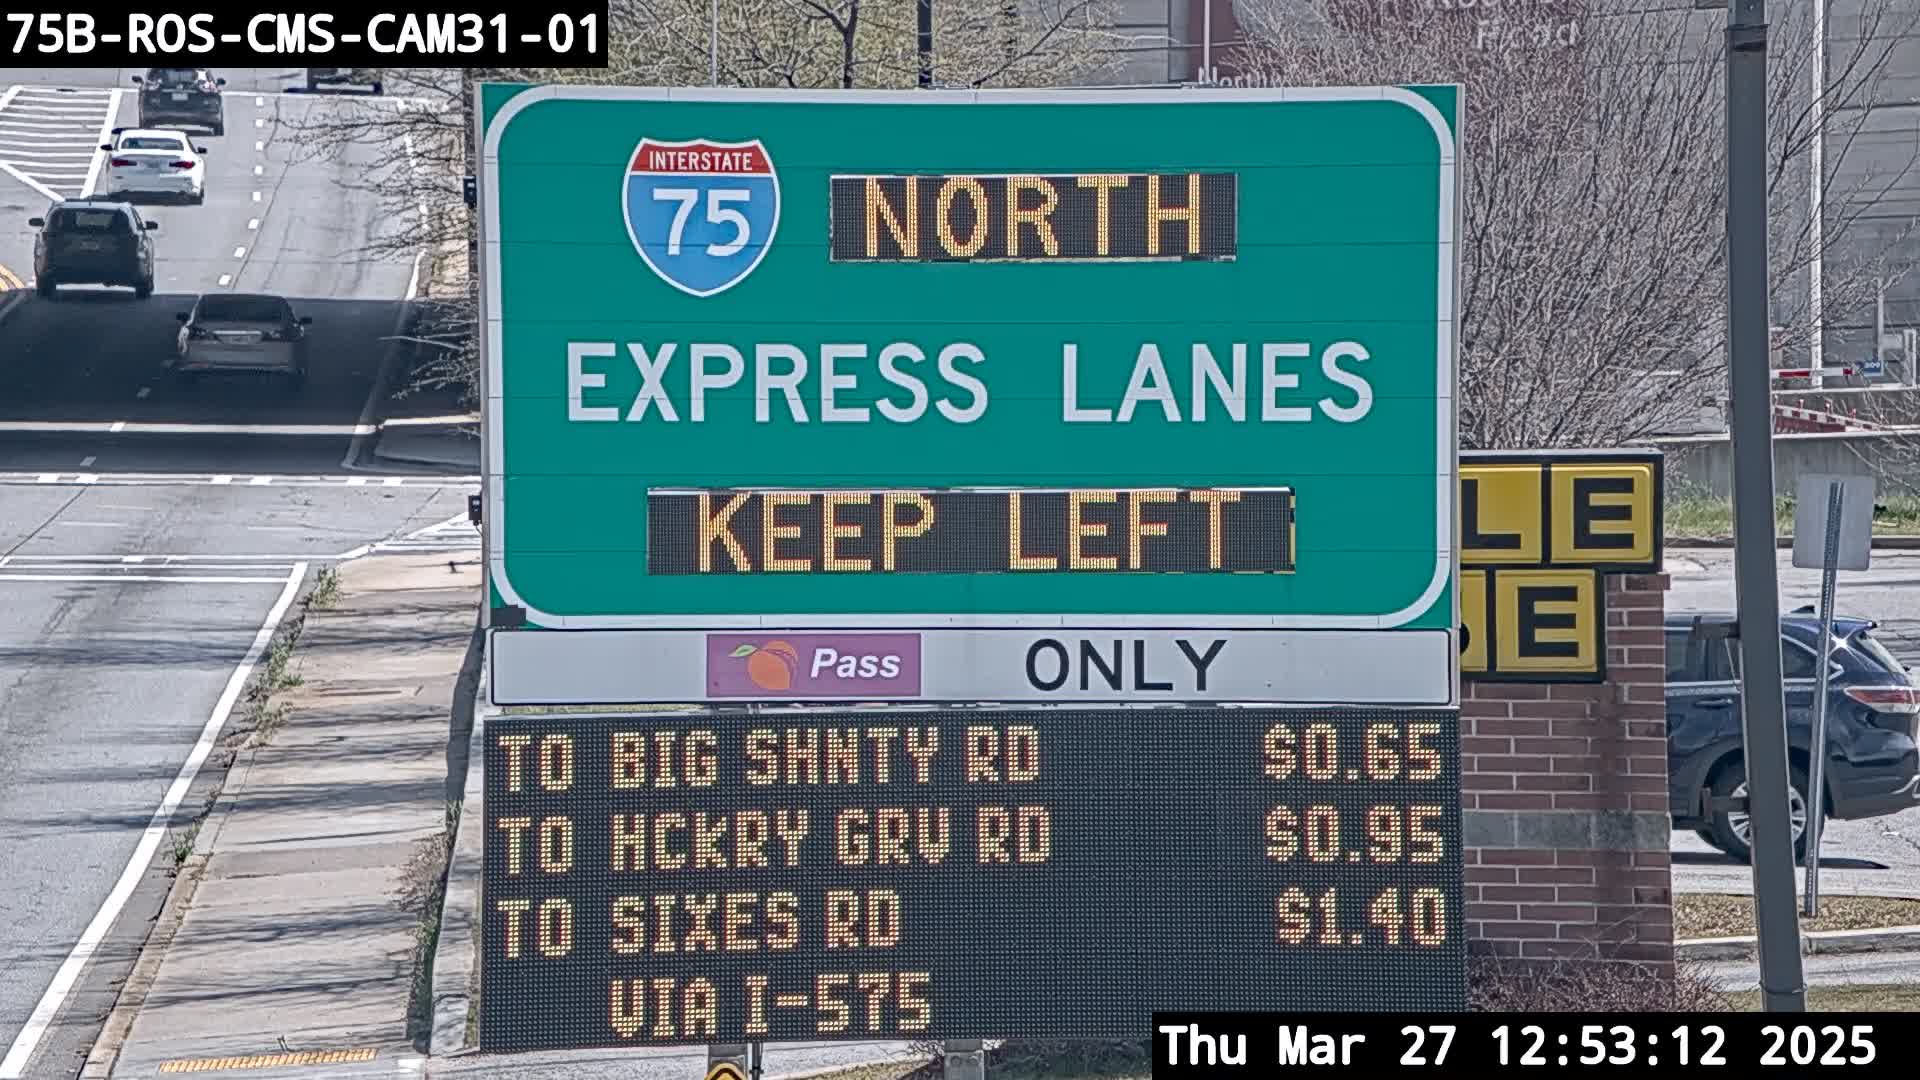 75B-ROS-CMS-CAM31-01
Road
INTERSTATE
75
NORTH
EXPRESS LANES
KEEP LEFT
Pass ONLY
TO BIG SHNTY RD $0.65
TO HCKRY GRV RD $0.95
TO SIXES RD $1.40
VIA I-575
LE
E
Thu Mar 27 12:53:12 2025